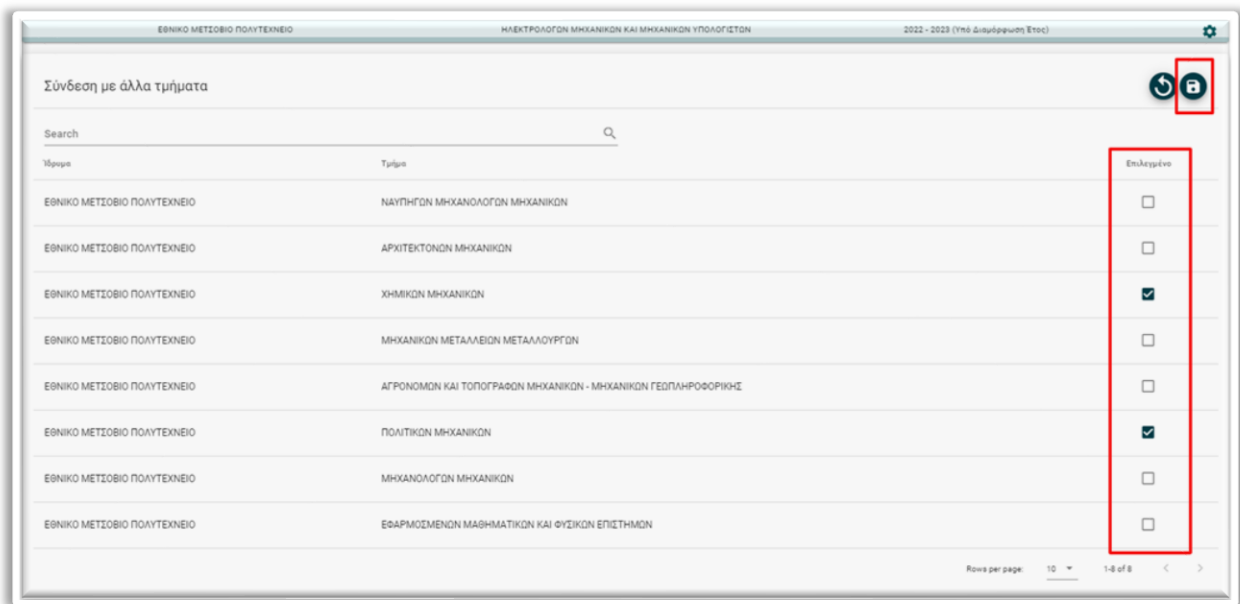 ΕΘΝΙΚΟ ΜΕΤΣΟΒΙΟ ΠΟΛΥΤΕΧΝΕΙΟ ΗΛΕΚΤΡΟΛΟΓΩΝ ΜΗΧΑΝΙΚΩΝ ΚΑΙ ΜΗΧΑΝΙΚΩΝ ΥΠΟΛΟΓΙΣΤΩΝ 2022 - 2023 (Υπό Διαμόρφωση Έτος)
Σύνδεση με άλλα τμήματα
Search
Ίδρυμα Τμήμα Επιλεγμένο
ΕΘΝΙΚΟ ΜΕΤΣΟΒΙΟ ΠΟΛΥΤΕΧΝΕΙΟ ΝΑΥΠΗΓΩΝ ΜΗΧΑΝΟΛΟΓΩΝ ΜΗΧΑΝΙΚΩΝ
ΕΘΝΙΚΟ ΜΕΤΣΟΒΙΟ ΠΟΛΥΤΕΧΝΕΙΟ ΑΡΧΙΤΕΚΤΟΝΩΝ ΜΗΧΑΝΙΚΩΝ
ΕΘΝΙΚΟ ΜΕΤΣΟΒΙΟ ΠΟΛΥΤΕΧΝΕΙΟ ΧΗΜΙΚΩΝ ΜΗΧΑΝΙΚΩΝ
ΕΘΝΙΚΟ ΜΕΤΣΟΒΙΟ ΠΟΛΥΤΕΧΝΕΙΟ ΜΗΧΑΝΙΚΩΝ ΜΕΤΑΛΛΕΙΩΝ ΜΕΤΑΛΛΟΥΡΓΩΝ
ΕΘΝΙΚΟ ΜΕΤΣΟΒΙΟ ΠΟΛΥΤΕΧΝΕΙΟ ΑΓΡΟΝΟΜΩΝ ΚΑΙ ΤΟΠΟΓΡΑΦΩΝ ΜΗΧΑΝΙΚΩΝ - ΜΗΧΑΝΙΚΩΝ ΓΕΩΠΛΗΡΟΦΟΡΙΚΗΣ
ΕΘΝΙΚΟ ΜΕΤΣΟΒΙΟ ΠΟΛΥΤΕΧΝΕΙΟ ΠΟΛΙΤΙΚΩΝ ΜΗΧΑΝΙΚΩΝ
ΕΘΝΙΚΟ ΜΕΤΣΟΒΙΟ ΠΟΛΥΤΕΧΝΕΙΟ ΜΗΧΑΝΟΛΟΓΩΝ ΜΗΧΑΝΙΚΩΝ
ΕΘΝΙΚΟ ΜΕΤΣΟΒΙΟ ΠΟΛΥΤΕΧΝΕΙΟ ΕΦΑΡΜΟΣΜΕΝΩΝ ΜΑΘΗΜΑΤΙΚΩΝ ΚΑΙ ΦΥΣΙΚΩΝ ΕΠΙΣΤΗΜΩΝ
Rows per page: 10 1-8 of 8